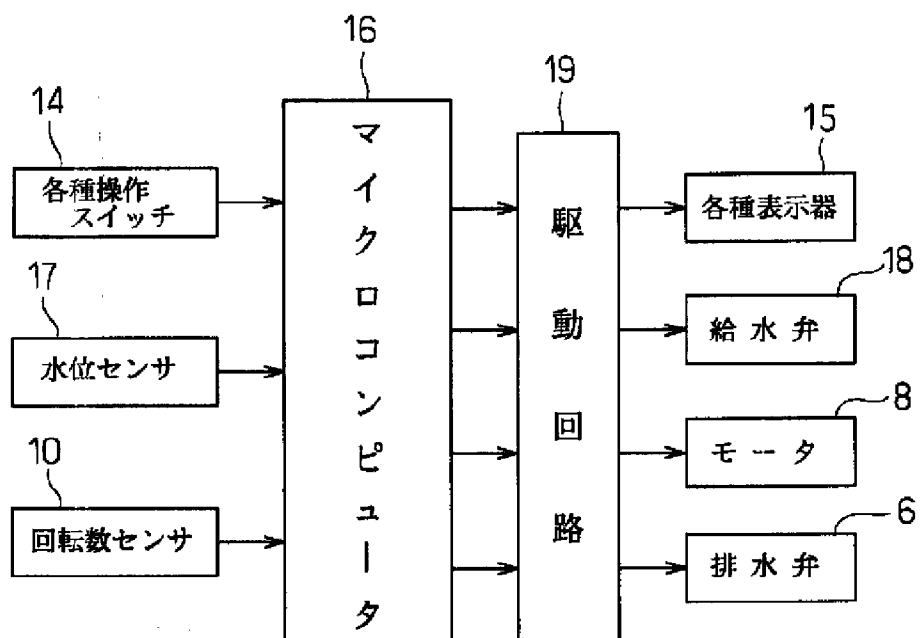 16
19
14
15
各種操作
スイッチ
各種表示器
17
18
水位センサ
給水弁
10
8
回転数センサ
モータ
6
排水弁
マイクロコンピュータ
駆動回路